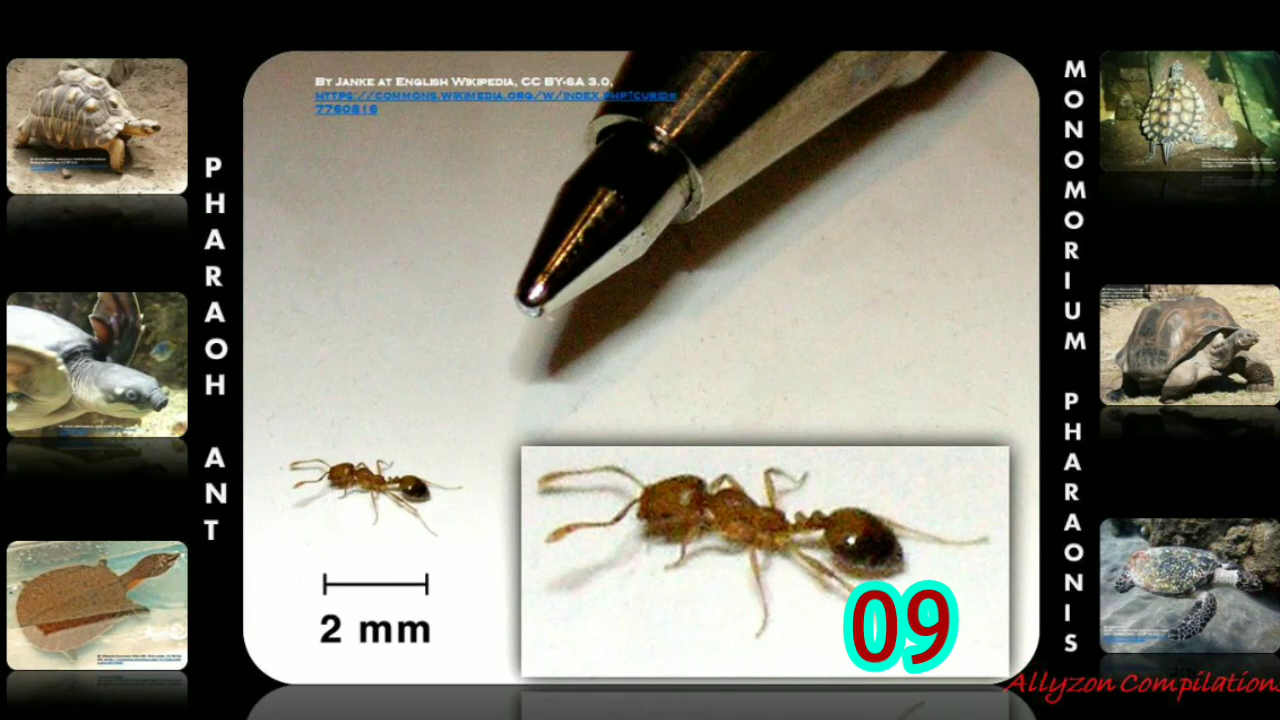 By Janke at English Wikipedia, CC BY-SA 3.0,
https://commons.wikimedia.org/w/index.php?curid=
7760816
PHARAOH ANT
MONOMORIUM PHARAONIS
2 mm
09
Allyzon Compilations